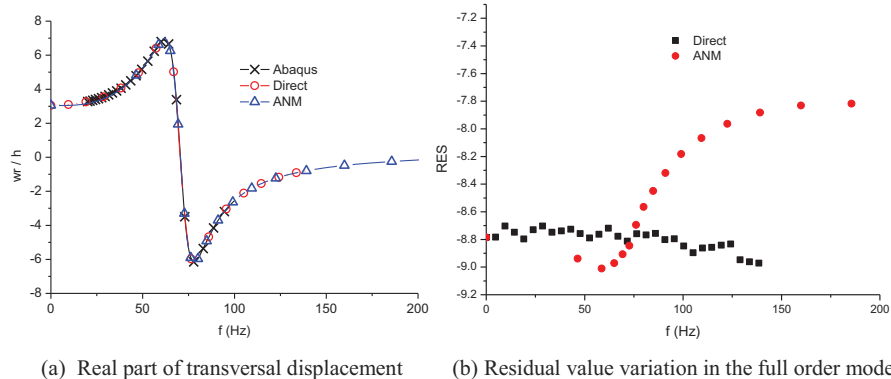 8
6
4
2
0
-2
-4
-6
-8
wr / h
Abaqus
Direct
ANM
0
50
100
150
200
f (Hz)
-7.2
-7.4
-7.6
-7.8
-8.0
-8.2
-8.4
-8.6
-8.8
-9.0
-9.2
RES
Direct
ANM
0
50
100
150
200
f (Hz)
(a) Real part of transversal displacement
(b) Residual value variation in the full order mode